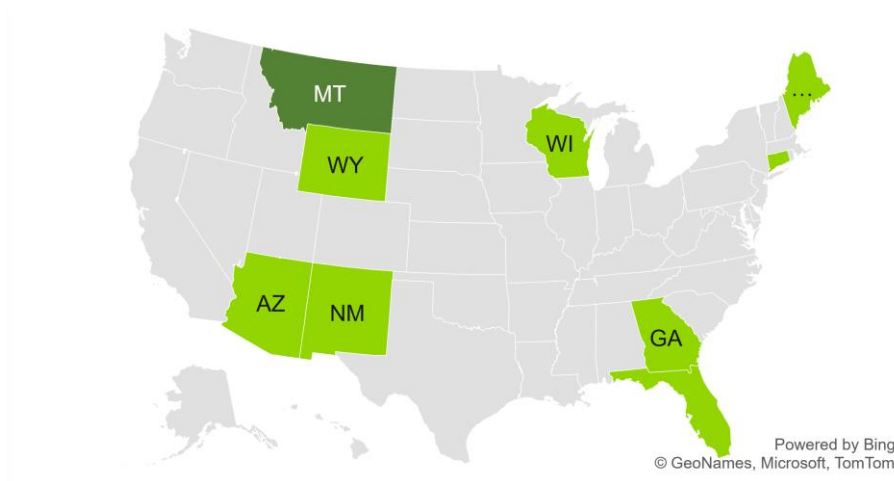 MT
...
WI
WY
AZ
NM
GA
Powered by Bing
© GeoNames, Microsoft, TomTom